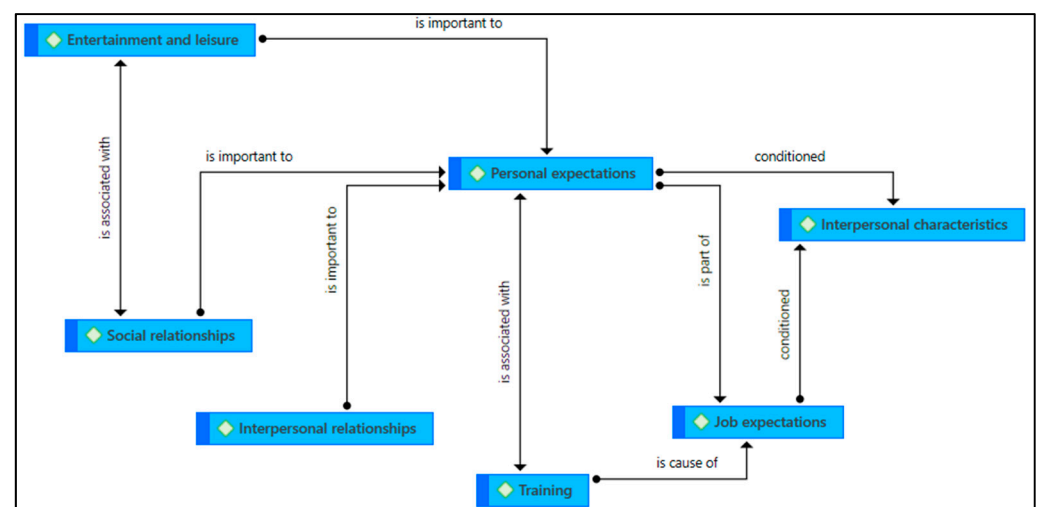 is important to
Entertainment and leisure
is associated with
is important to
Personal expectations
conditioned
is important to
Interpersonal characteristics
is part of
is associated with
conditioned
Social relationships
Interpersonal relationships
Job expectations
is cause of
Training